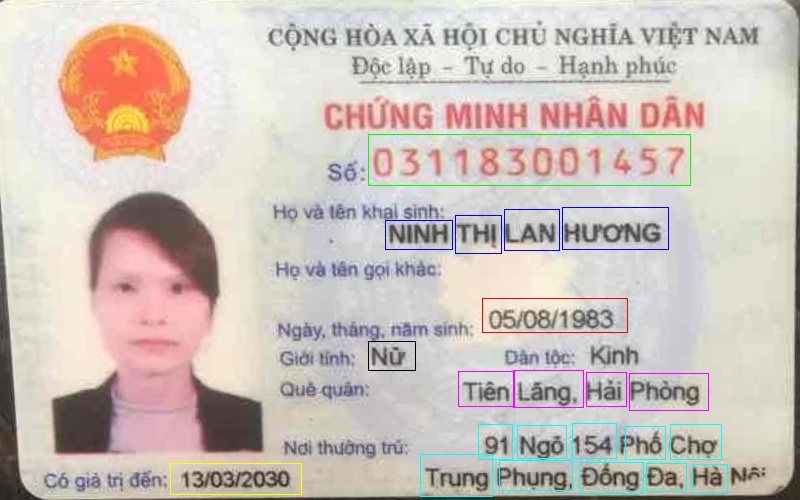 CỘNG HÒA XÃ HỘI CHỦ NGHĨA VIỆT NAM
Độc lập - Tự do - Hạnh phúc
CHỨNG MINH NHÂN DÂN
Số: 031183001457
Họ và tên khai sinh:
NINH THỊ LAN HƯƠNG
Họ và tên gọi khác:
Ngày, tháng, năm sinh: 05/08/1983
Giới tính: Nữ Dân tộc: Kinh
Quê quán: Tiên Lãng, Hải Phòng
Nơi thường trú: 91 Ngõ 154 Phố Chợ
Có giá trị đến: 13/03/2030 Trung Phụng, Đống Đa, Hà Nội